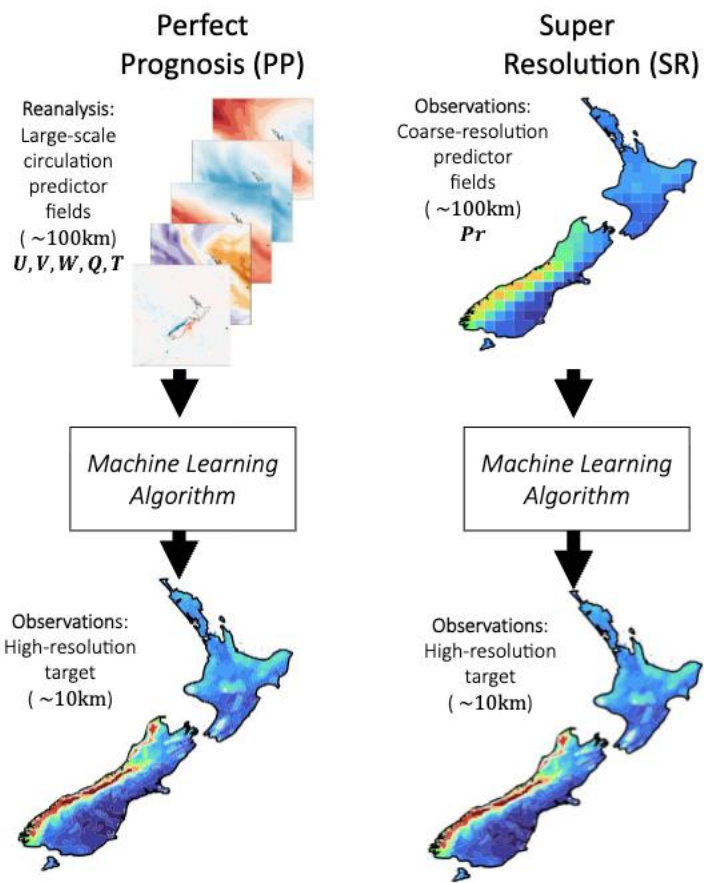 Perfect
Prognosis (PP)
Reanalysis:
Large-scale
circulation
predictor
fields
( ~100km)
U, V, W, Q, T
Machine Learning
Algorithm
Observations:
High-resolution
target
( ~10km)
Super
Resolution (SR)
Observations:
Coarse-resolution
predictor
fields
( ~100km)
Pr
Machine Learning
Algorithm
Observations:
High-resolution
target
( ~10km)